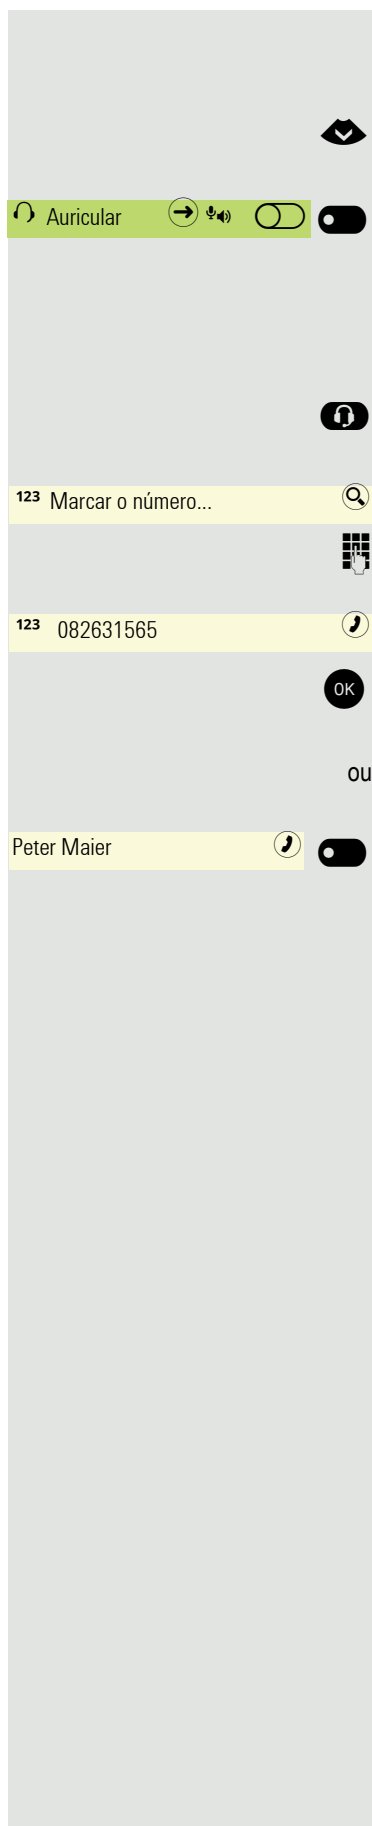 Auricular
123 Marcar o número...
123 082631565
OK
ou
Peter Maier